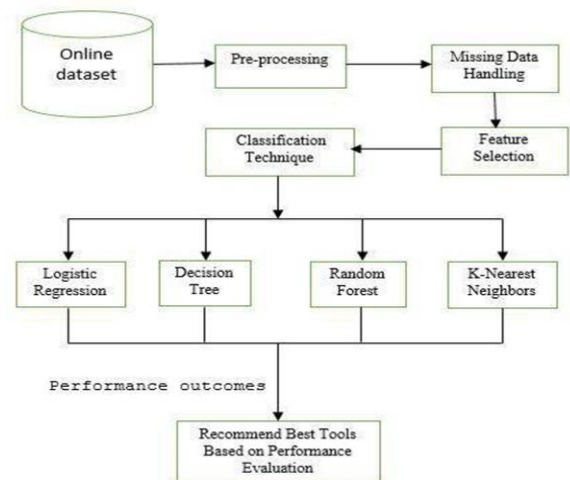 Online
dataset
Pre-processing
Missing Data
Handling
Classification
Technique
Feature
Selection
Logistic
Regression
Decision
Tree
Random
Forest
K-Nearest
Neighbors
Performance outcomes
Recommend Best Tools
Based on Performance
Evaluation